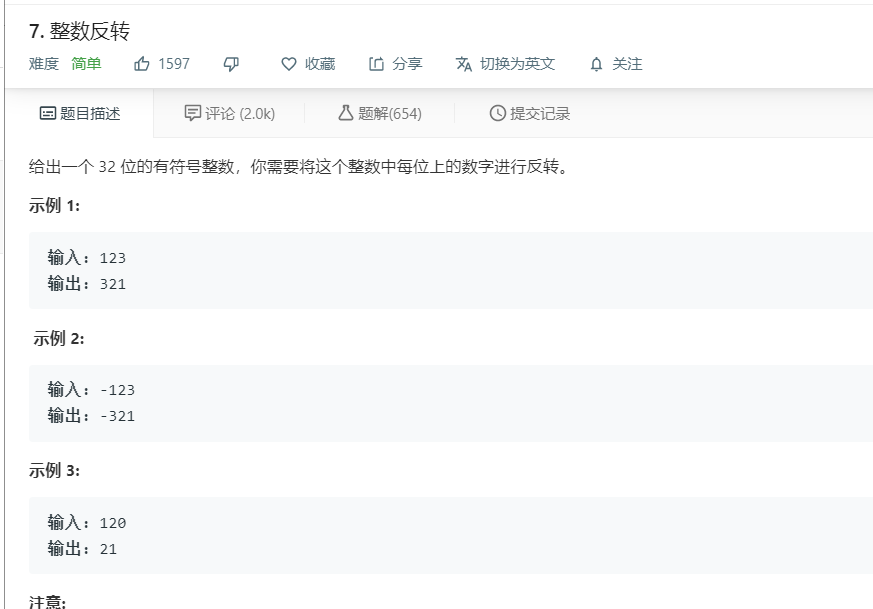 7. 整数反转
难度 简单 1597 收藏 分享 切换为英文 关注
题目描述 评论 (2.0k) 题解(654) 提交记录
给出一个 32 位的有符号整数，你需要将这个整数中每位上的数字进行反转。
示例 1:
输入: 123
输出: 321
示例 2:
输入: -123
输出: -321
示例 3:
输入: 120
输出: 21
注意: